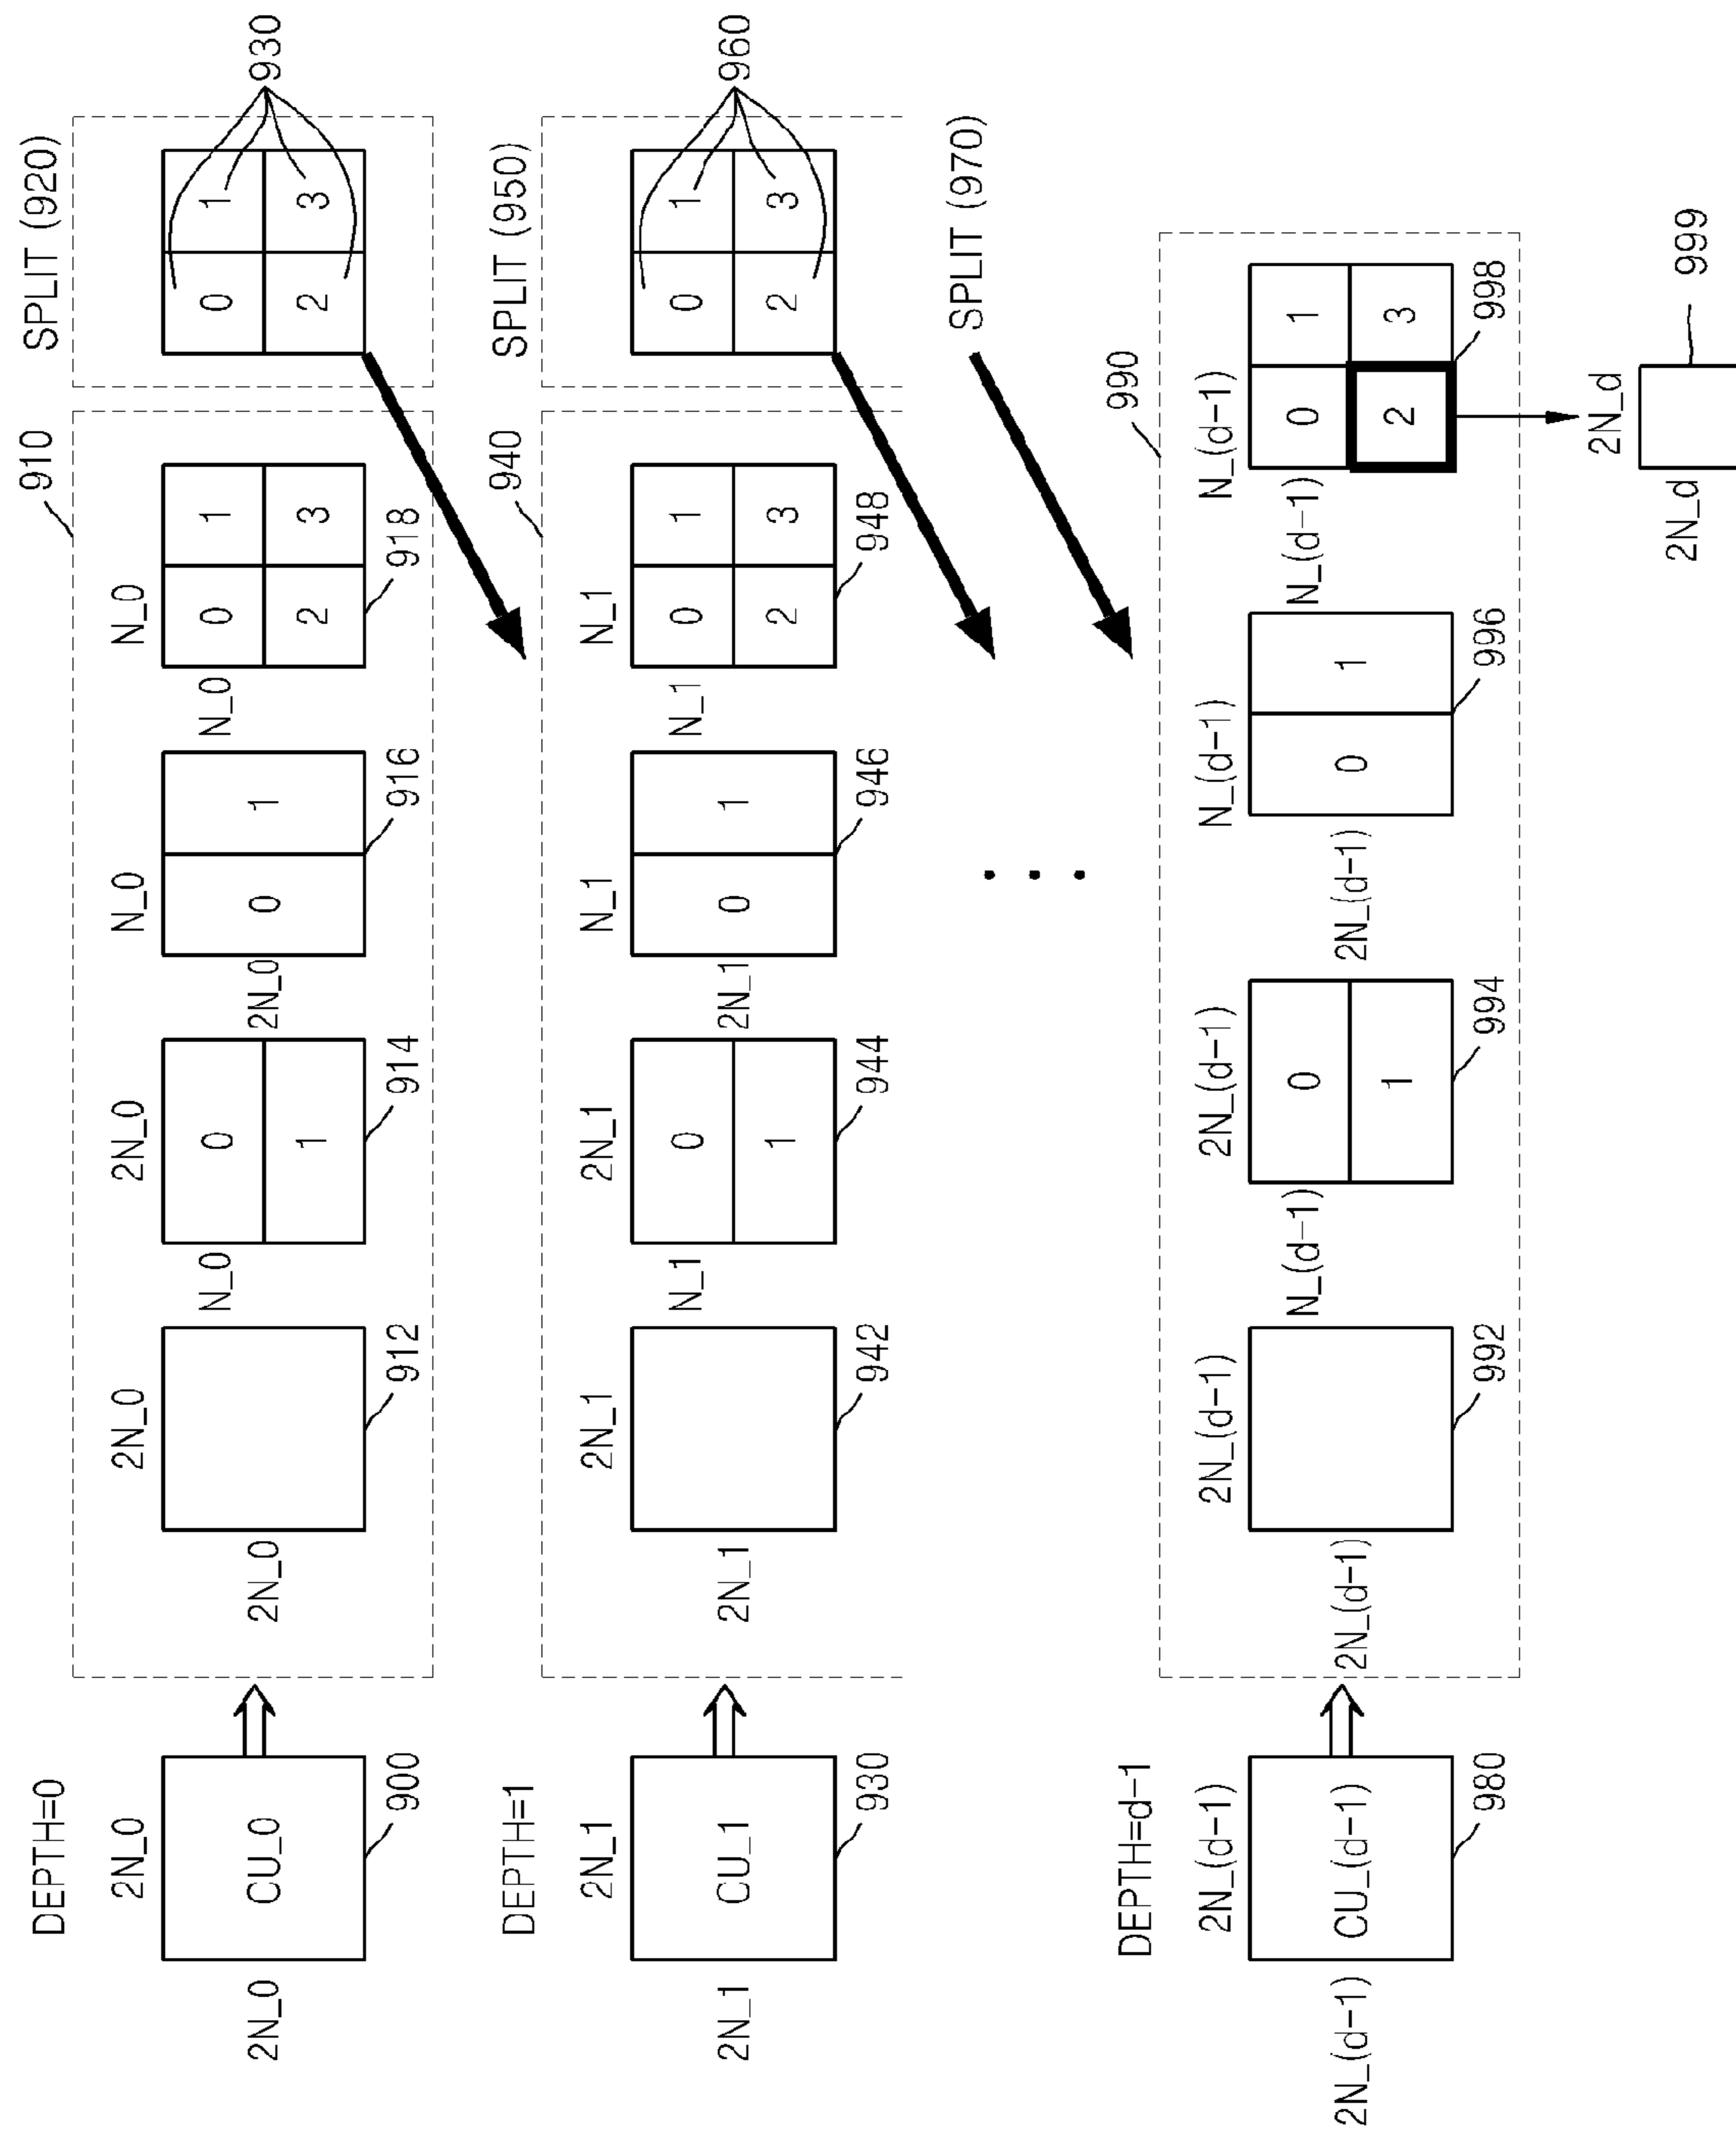 DEPTH=0
2N_0
2N_0
CU_0
900
910
2N_0
2N_0
912
2N_0
N_0
0
1
914
N_0
2N_0
0 1
916
N_0
N_0
0 1
2 3
918
SPLIT (920)
0 1
2 3
930
DEPTH=1
2N_1
2N_1
CU_1
930
940
2N_1
2N_1
942
2N_1
N_1
0
1
944
N_1
2N_1
0 1
946
N_1
N_1
0 1
2 3
948
SPLIT (950)
0 1
2 3
960
SPLIT (970)
DEPTH=d-1
2N_(d-1)
2N_(d-1)
CU_(d-1)
980
990
2N_(d-1)
2N_(d-1)
992
2N_(d-1)
N_(d-1)
0
1
994
N_(d-1)
2N_(d-1)
0 1
996
N_(d-1)
N_(d-1)
0 1
2 3
998
2N_d
2N_d
999